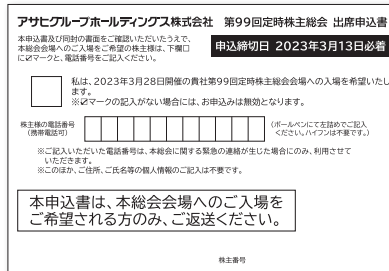 アサヒグループホールディングス株式会社 第99回定時株主総会 出席申込書
本申込書及び同封の書面をご確認いただいたうえで、
本総会会場へのご入場をご希望の株主様は、下欄□
に☑マークと、電話番号をご記入ください。
申込締切日 2023年3月13日必着
私は、2023年3月28日開催の貴社第99回定時株主総会会場への入場を希望いたし
ます。
※☑マークの記入がない場合には、お申込みは無効となります。
株主様の電話番号
(携帯電話可)
(ボールペンにて左詰めでご記入
ください。ハイフンは不要です。)
※ご記入いただいた電話番号は、本総会に関する緊急の連絡が生じた場合にのみ、利用させて
いただきます。
※このほか、ご住所、ご氏名等の個人情報のご記入は不要です。
本申込書は、本総会会場へのご入場を
ご希望される方のみ、ご返送ください。
株主番号